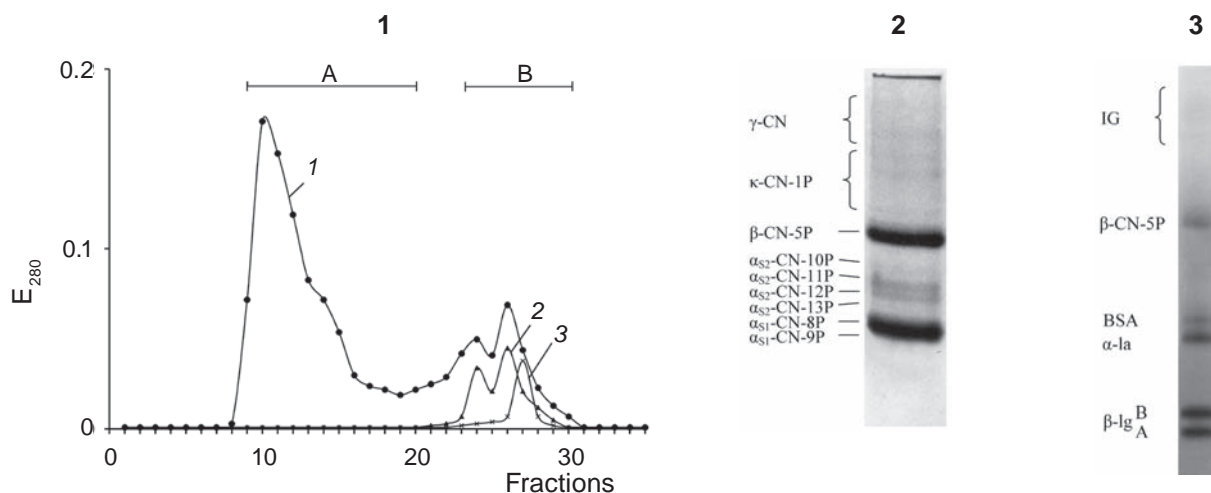 1
2
3
A
B
0.2
0.1
0
E280
1
2
3
0
10
20
30
Fractions
γ-CN
κ-CN-1P
β-CN-5P
αS2-CN-10P
αS2-CN-11P
αS2-CN-12P
αS2-CN-13P
αS1-CN-8P
αS1-CN-9P
IG
β-CN-5P
BSA
α-la
β-lg B
A